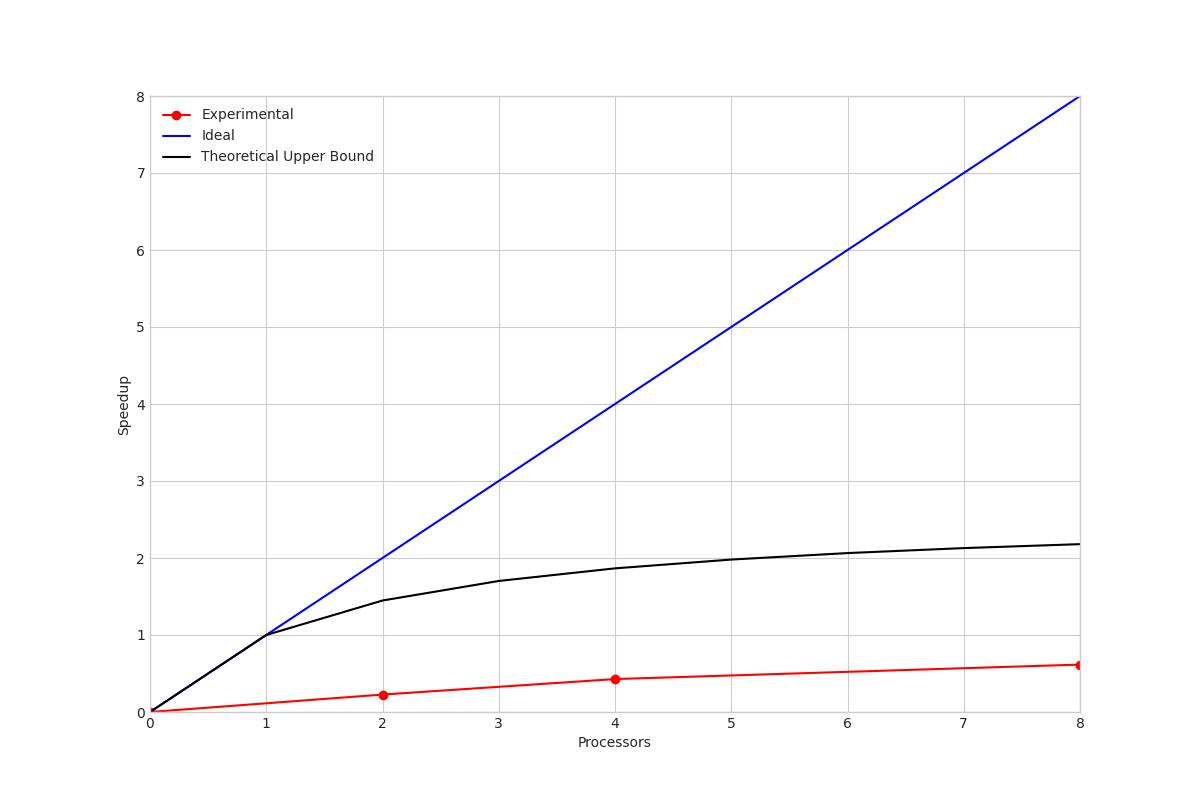 8
7
6
5
4
3
2
1
0
Speedup
Experimental
Ideal
Theoretical Upper Bound
0 1 2 3 4 5 6 7 8
Processors